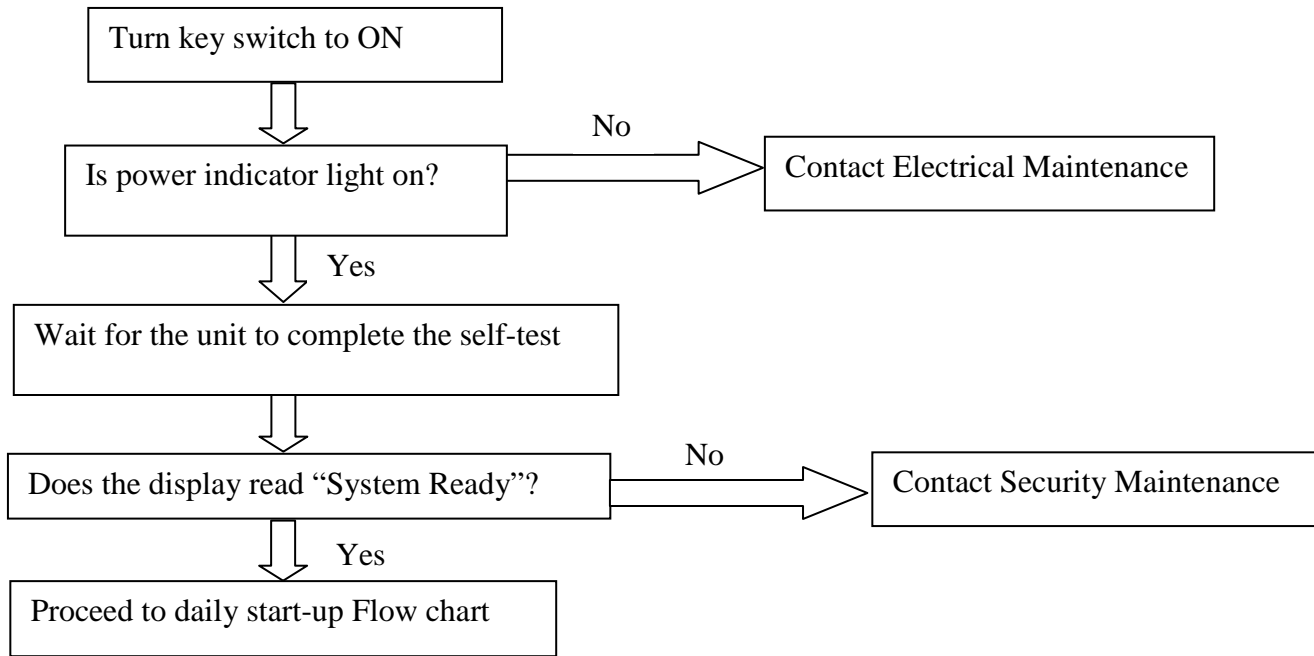 Turn key switch to ON
No
Is power indicator light on?
Contact Electrical Maintenance
Yes
Wait for the unit to complete the self-test
No
Does the display read “System Ready”?
Contact Security Maintenance
Yes
Proceed to daily start-up Flow chart